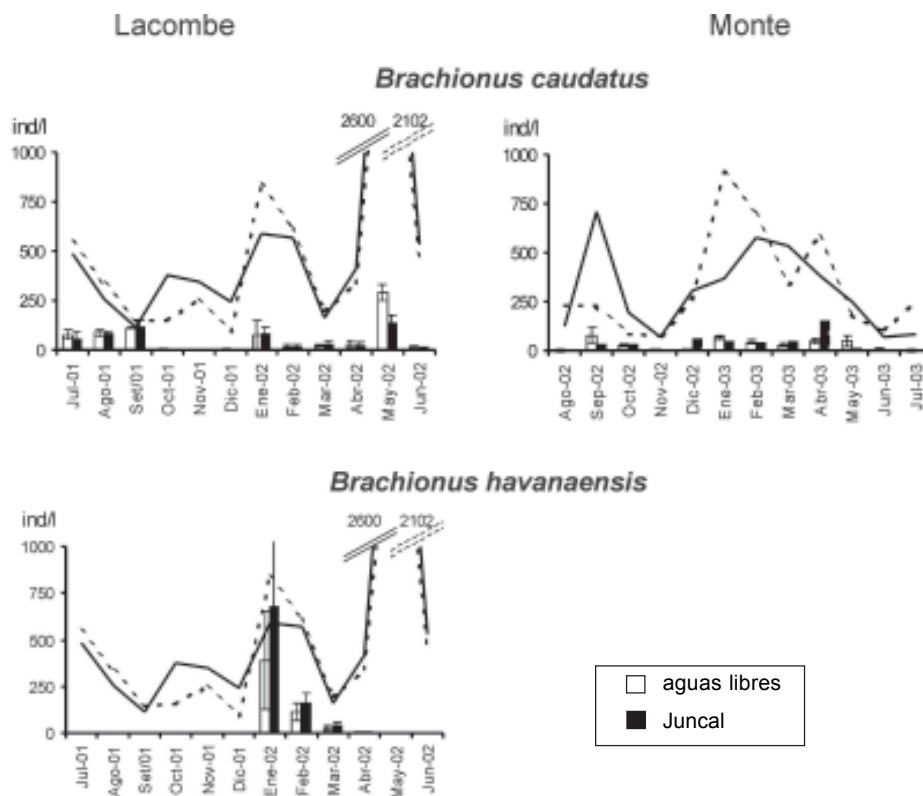 Lacombe
Monte
Brachionus caudatus
ind/l
2600
2102
1000
750
500
250
0
Jul-01
Ago-01
Set/01
Oct-01
Nov-01
Dic-01
Ene-02
Feb-02
Mar-02
Abr-02
May-02
Jun-02
ind/l
1000
750
500
250
0
Ago-02
Sep-02
Oct-02
Nov-02
Dic-02
Ene-03
Feb-03
Mar-03
Abr-03
May-03
Jun-03
Jul-03
Brachionus havanaensis
ind/l
2600
2102
1000
750
500
250
0
Jul-01
Ago-01
Set/01
Oct-01
Nov-01
Dic-01
Ene-02
Feb-02
Mar-02
Abr-02
May-02
Jun-02
aguas libres
Juncal